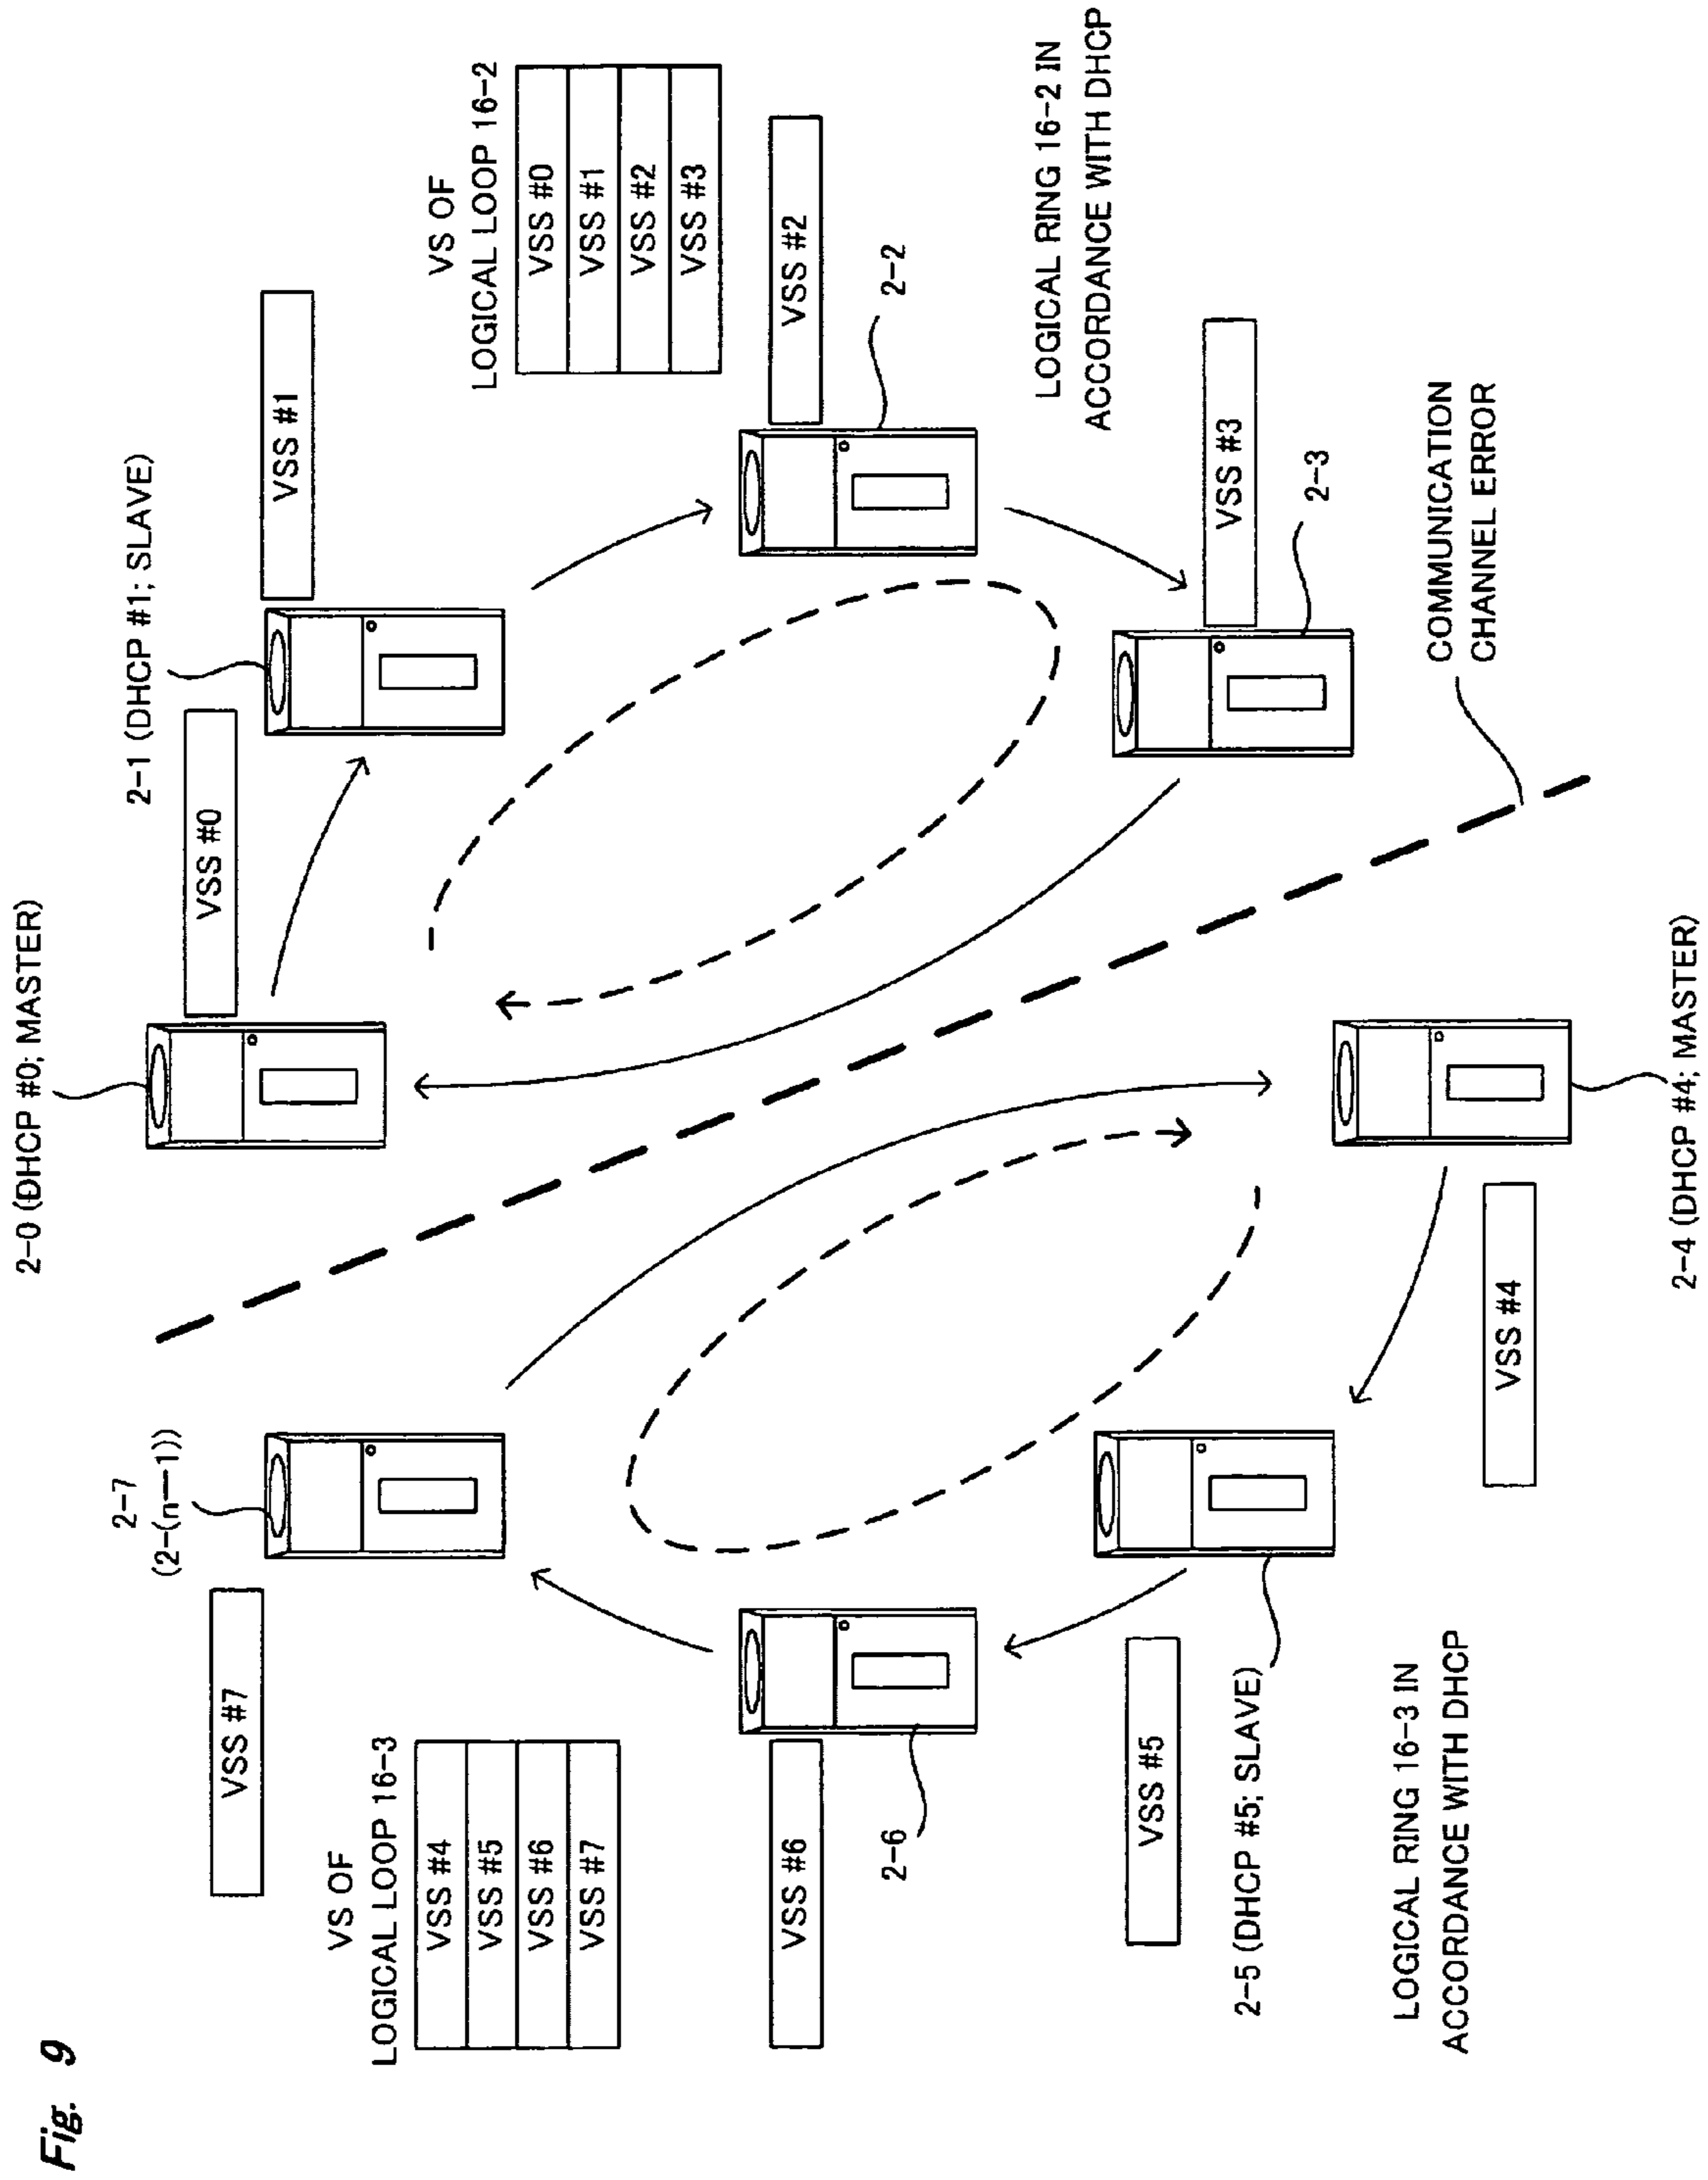 Fig. 9
2-0 (DHCP #0; MASTER)
VSS #0
2-1 (DHCP #1; SLAVE)
VSS #1
VS OF
LOGICAL LOOP 16-2
VSS #0
VSS #1
VSS #2
VSS #3
VSS #2
2-2
LOGICAL RING 16-2 IN
ACCORDANCE WITH DHCP
VSS #3
2-3
COMMUNICATION
CHANNEL ERROR
2-7
(2-(n-1))
VSS #7
VS OF
LOGICAL LOOP 16-3
VSS #4
VSS #5
VSS #6
VSS #7
VSS #6
2-6
VSS #5
2-5 (DHCP #5; SLAVE)
LOGICAL RING 16-3 IN
ACCORDANCE WITH DHCP
VSS #4
2-4 (DHCP #4; MASTER)